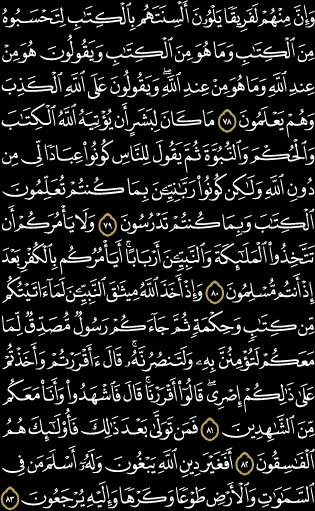 وَإِنَّ مِنْهُمْ لَفَرِيقًا يَلْوُۥنَ أَلْسِنَتَهُم بِٱلْكِتَٰبِ لِتَحْسَبُوهُ
مِنَ ٱلْكِتَٰبِ وَمَا هُوَ مِنَ ٱلْكِتَٰبِ وَيَقُولُونَ هُوَ مِنْ
عِندِ ٱللَّهِ وَمَا هُوَ مِنْ عِندِ ٱللَّهِۖ وَيَقُولُونَ عَلَى ٱللَّهِ ٱلْكَذِبَ
وَهُمْ يَعْلَمُونَ ٧٨ مَا كَانَ لِبَشَرٍ أَن يُؤْتِيَهُ ٱللَّهُ ٱلْكِتَٰبَ
وَٱلْحُكْمَ وَٱلنُّبُوَّةَ ثُمَّ يَقُولَ لِلنَّاسِ كُونُوا۟ عِبَادًا لِّى مِن
دُونِ ٱللَّهِ وَلَٰكِن كُونُوا۟ رَبَّٰنِيِّـۧنَ بِمَا كُنتُمْ تُعَلِّمُونَ
ٱلْكِتَٰبَ وَبِمَا كُنتُمْ تَدْرُسُونَ ٧٩ وَلَا يَأْمُرَكُمْ أَن
تَتَّخِذُوا۟ ٱلْمَلَٰٓئِكَةَ وَٱلنَّبِيِّـۧنَ أَرْبَابًاۗ أَيَأْمُرُكُم بِٱلْكُفْرِ بَعْدَ
إِذْ أَنتُم مُّسْلِمُونَ ٨٠ وَإِذْ أَخَذَ ٱللَّهُ مِيثَٰقَ ٱلنَّبِيِّـۧنَ لَمَآ ءَاتَيْتُكُم
مِّن كِتَٰبٍ وَحِكْمَةٍ ثُمَّ جَآءَكُمْ رَسُولٌ مُّصَدِّقٌ لِّمَا
مَعَكُمْ لَتُؤْمِنُنَّ بِهِۦ وَلَتَنصُرُنَّهُۥۚ قَالَ ءَأَقْرَرْتُمْ وَأَخَذْتُمْ
عَلَىٰ ذَٰلِكُمْ إِصْرِىۖ قَالُوٓا۟ أَقْرَرْنَاۚ قَالَ فَٱشْهَدُوا۟ وَأَنَا۠ مَعَكُم
مِّنَ ٱلشَّٰهِدِينَ ٨١ فَمَن تَوَلَّىٰ بَعْدَ ذَٰلِكَ فَأُو۟لَٰٓئِكَ هُمُ
ٱلْفَٰسِقُونَ ٨٢ أَفَغَيْرَ دِينِ ٱللَّهِ يَبْغُونَ وَلَهُۥٓ أَسْلَمَ مَن فِى
ٱلسَّمَٰوَٰتِ وَٱلْأَرْضِ طَوْعًا وَكَرْهًا وَإِلَيْهِ يُرْجَعُونَ ٨٣